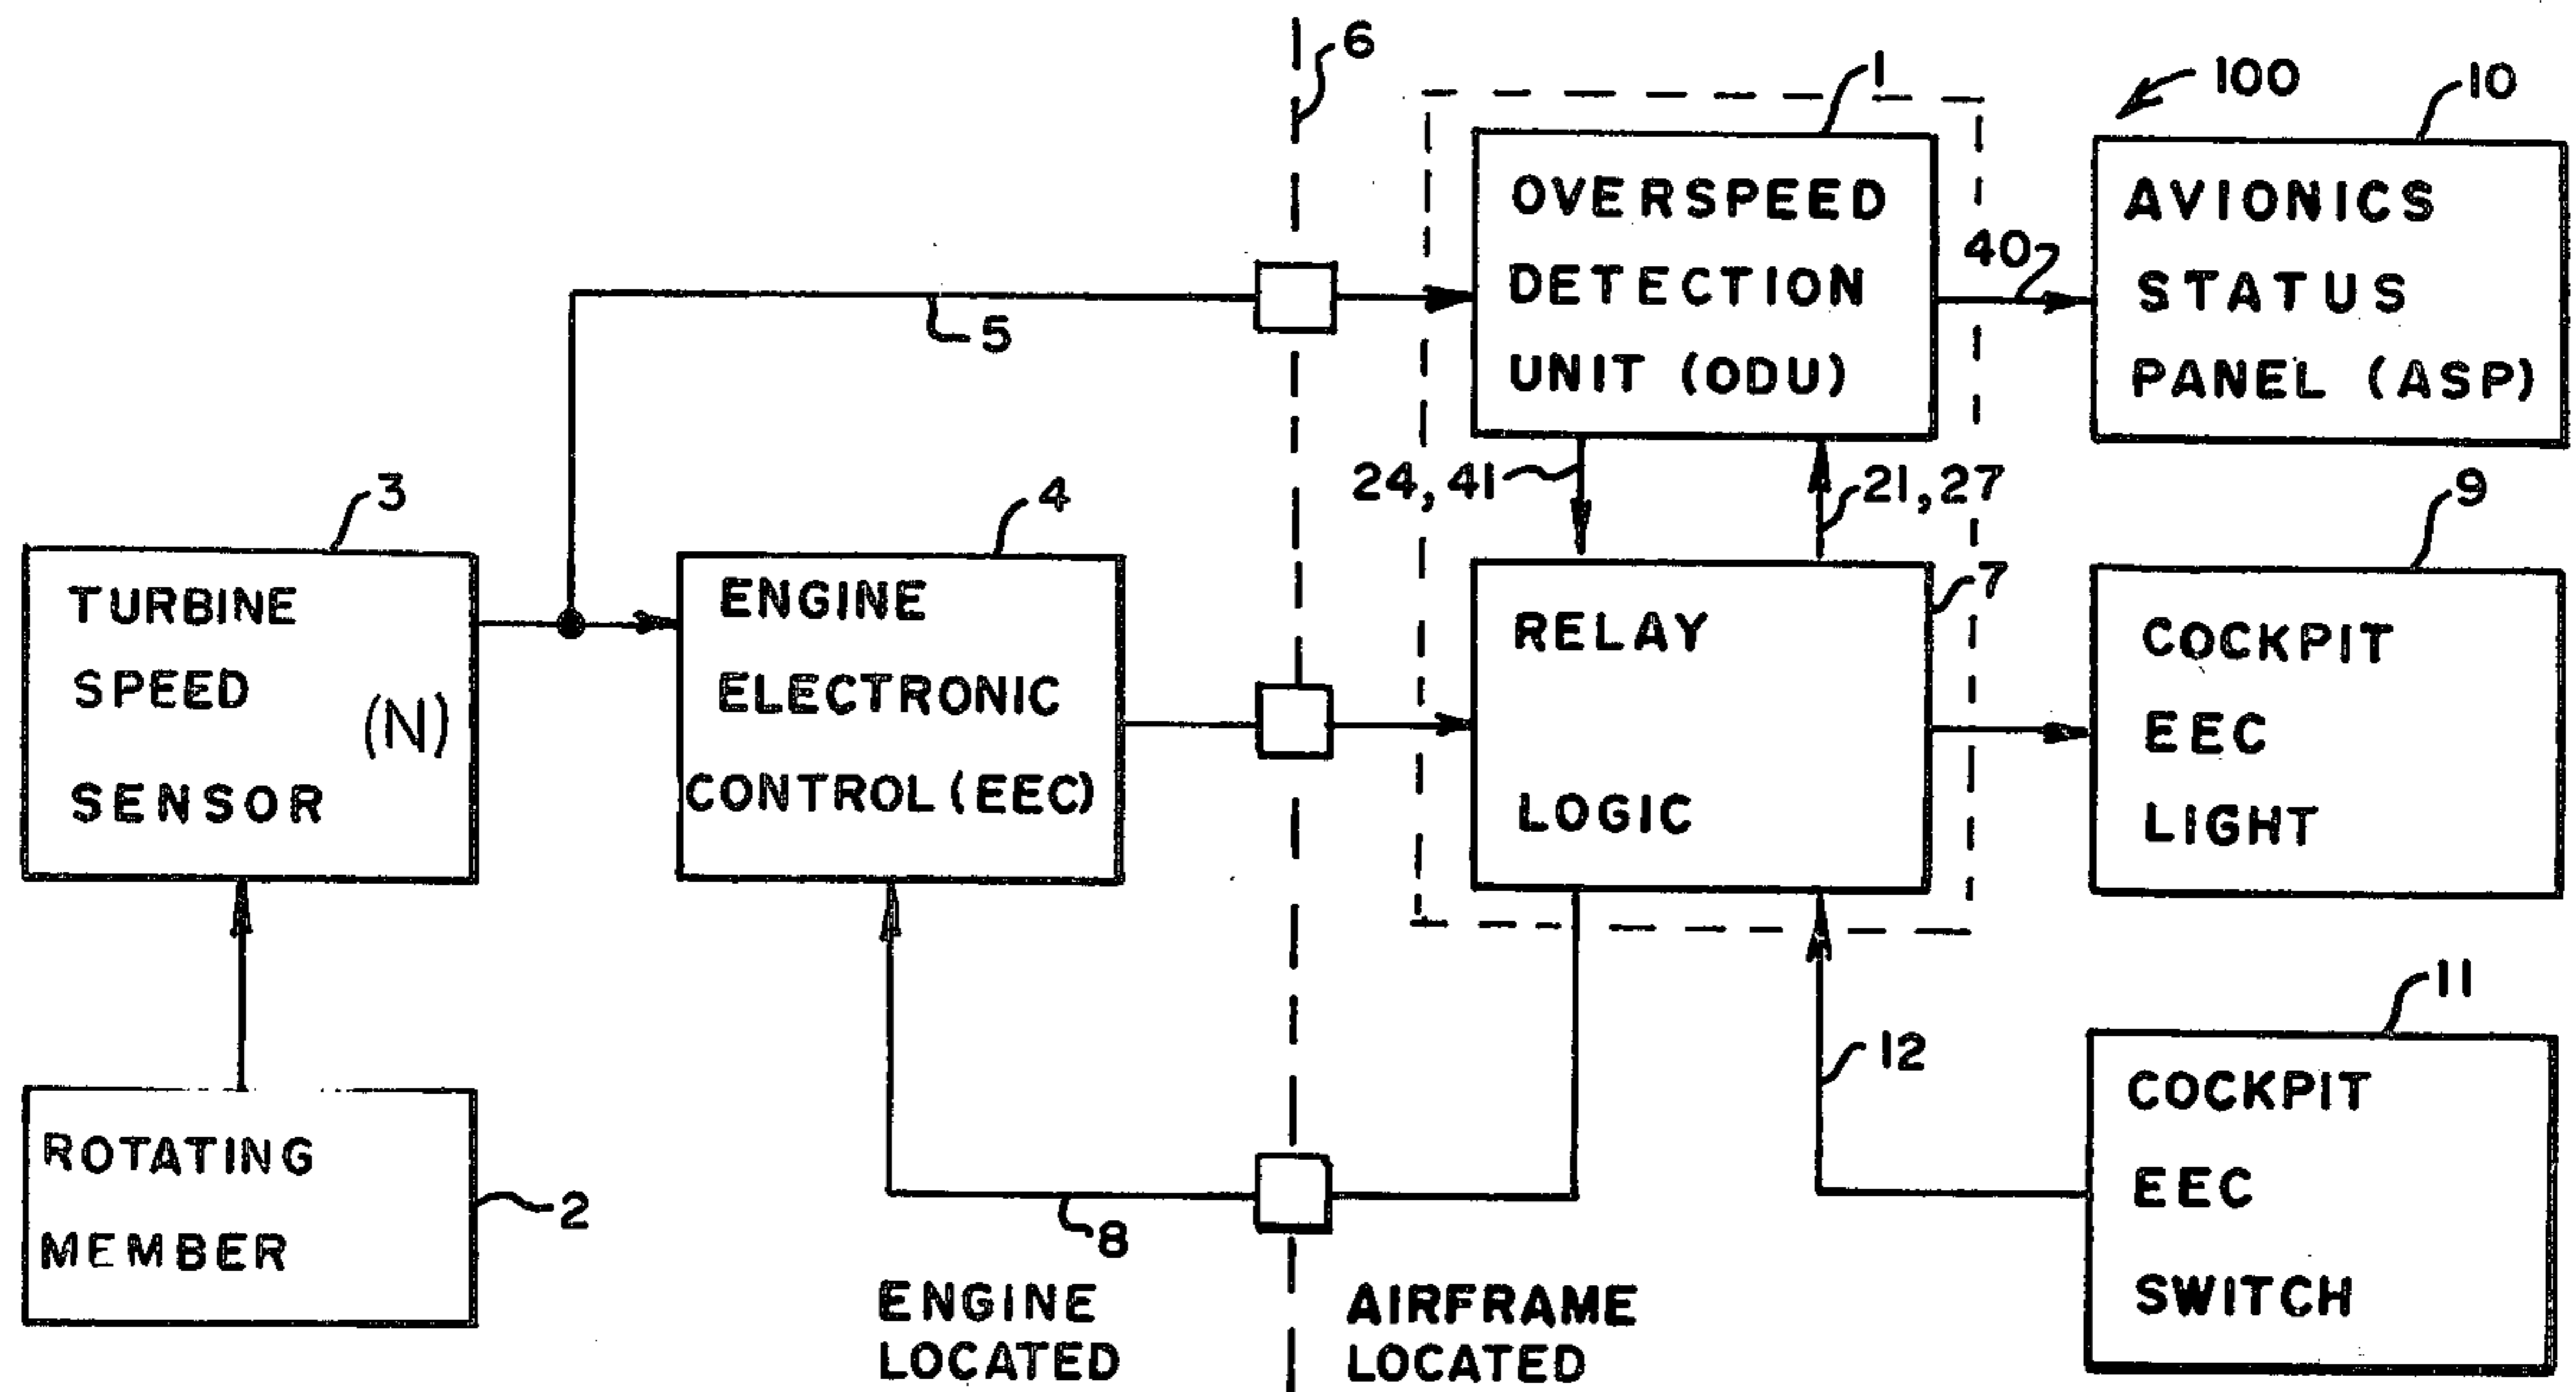 6
1
100
10
OVERSPEED
DETECTION
UNIT (ODU)
40
AVIONICS
STATUS
PANEL (ASP)
5
24, 41
21, 27
3
4
7
9
TURBINE
SPEED
(N)
SENSOR
ENGINE
ELECTRONIC
CONTROL (EEC)
RELAY
LOGIC
COCKPIT
EEC
LIGHT
ROTATING
MEMBER
2
8
12
11
COCKPIT
EEC
SWITCH
ENGINE
LOCATED
AIRFRAME
LOCATED